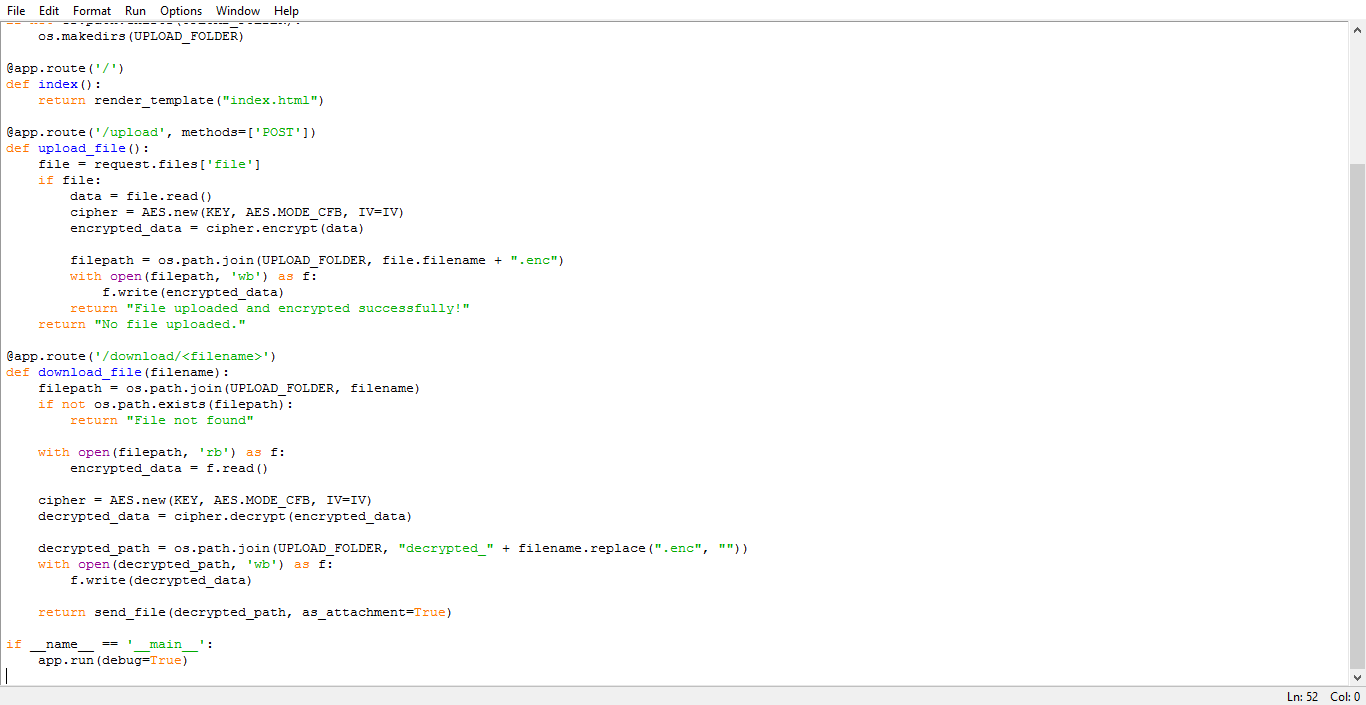 File Edit Format Run Options Window Help
    os.makedirs(UPLOAD_FOLDER)
@app.route('/')
def index():
    return render_template("index.html")
@app.route('/upload', methods=['POST'])
def upload_file():
    file = request.files['file']
    if file:
        data = file.read()
        cipher = AES.new(KEY, AES.MODE_CFB, IV=IV)
        encrypted_data = cipher.encrypt(data)
        filepath = os.path.join(UPLOAD_FOLDER, file.filename + ".enc")
        with open(filepath, 'wb') as f:
            f.write(encrypted_data)
        return "File uploaded and encrypted successfully!"
    return "No file uploaded."
@app.route('/download/<filename>')
def download_file(filename):
    filepath = os.path.join(UPLOAD_FOLDER, filename)
    if not os.path.exists(filepath):
        return "File not found"
    with open(filepath, 'rb') as f:
        encrypted_data = f.read()
    cipher = AES.new(KEY, AES.MODE_CFB, IV=IV)
    decrypted_data = cipher.decrypt(encrypted_data)
    decrypted_path = os.path.join(UPLOAD_FOLDER, "decrypted_" + filename.replace(".enc", ""))
    with open(decrypted_path, 'wb') as f:
        f.write(decrypted_data)
    return send_file(decrypted_path, as_attachment=True)
if __name__ == '__main__':
    app.run(debug=True)
Ln: 52 Col: 0